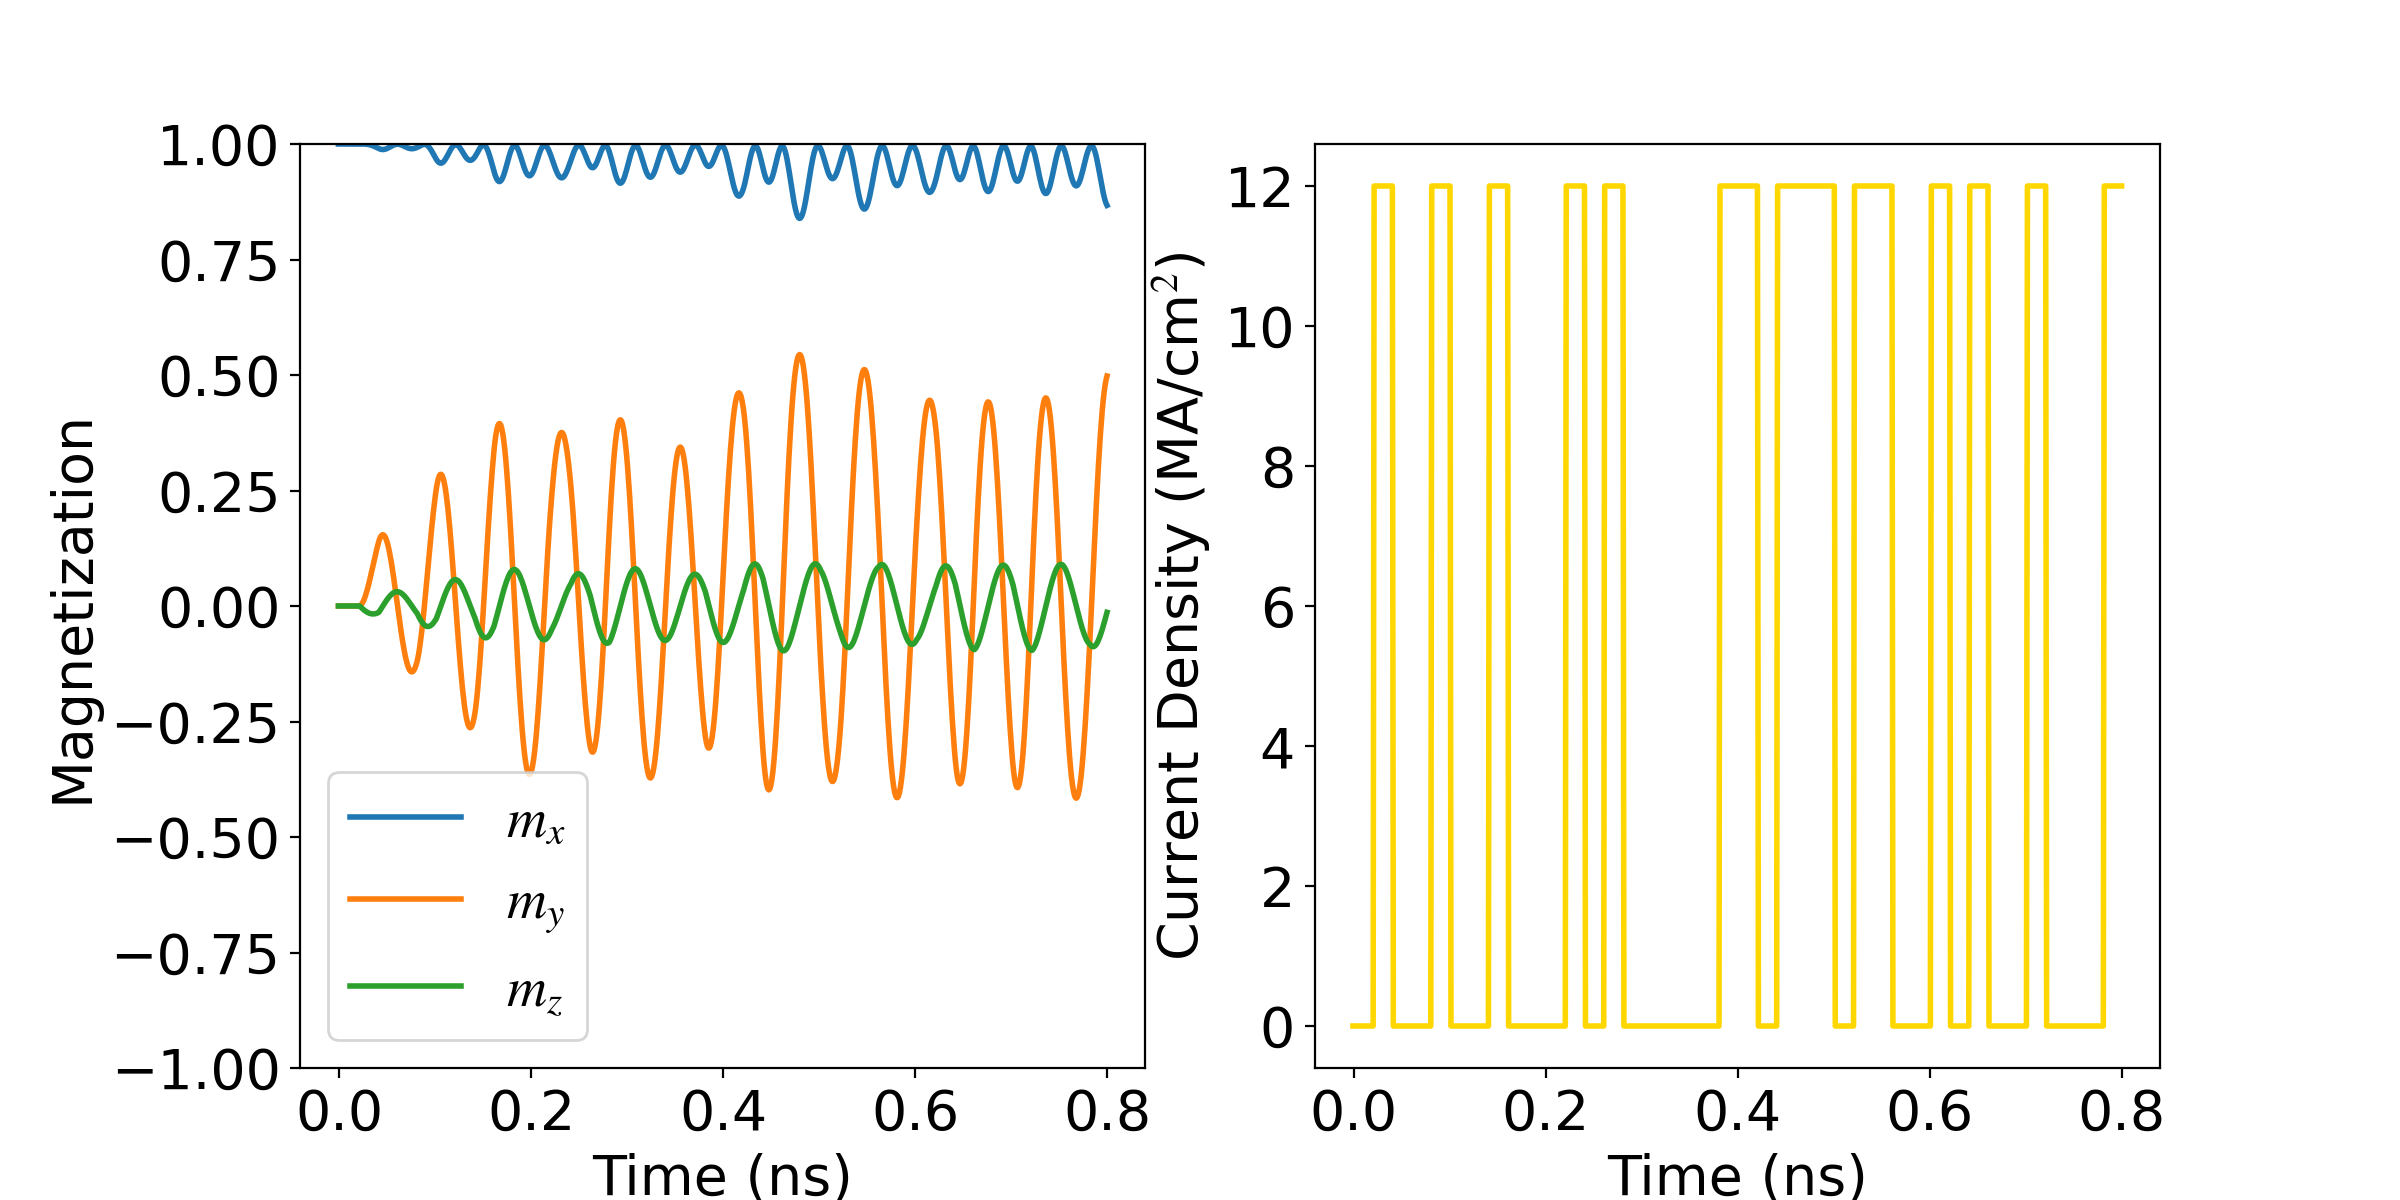 1.00
0.75
0.50
0.25
0.00
−0.25
−0.50
−0.75
−1.00
Magnetization
m_x
m_y
m_z
0.0 0.2 0.4 0.6 0.8
Time (ns)
12
10
8
6
4
2
0
Current Density (MA/cm²)
0.0 0.2 0.4 0.6 0.8
Time (ns)